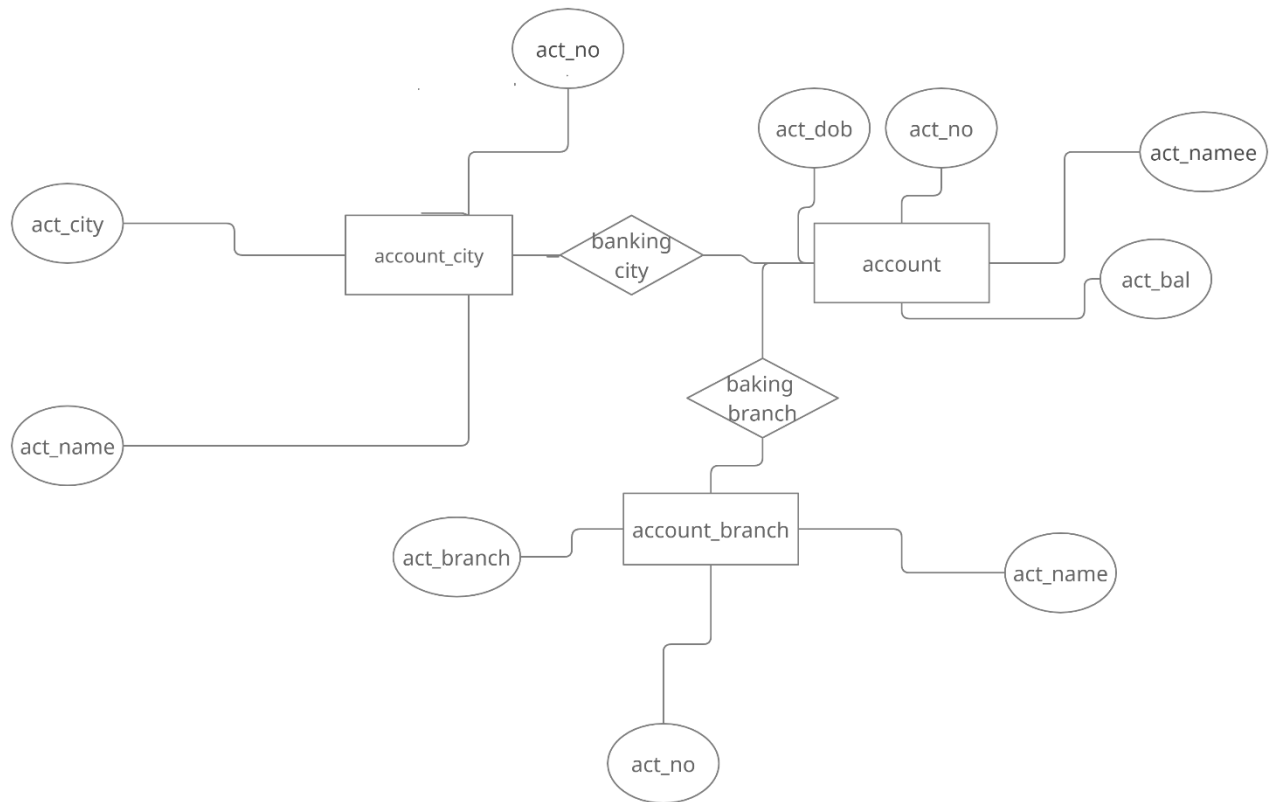 act_no
act_dob
act_no
act_namee
act_city
account_city
banking
city
account
act_bal
baking
branch
act_name
account_branch
act_branch
act_name
act_no